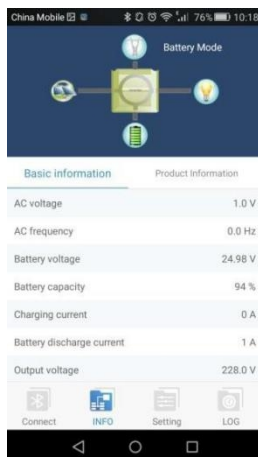 China Mobile 76% 10:18
Battery Mode
Basic information Product Information
AC voltage 1.0 V
AC frequency 0.0 Hz
Battery voltage 24.98 V
Battery capacity 94 %
Charging current 0 A
Battery discharge current 1 A
Output voltage 228.0 V
Connect INFO Setting LOG